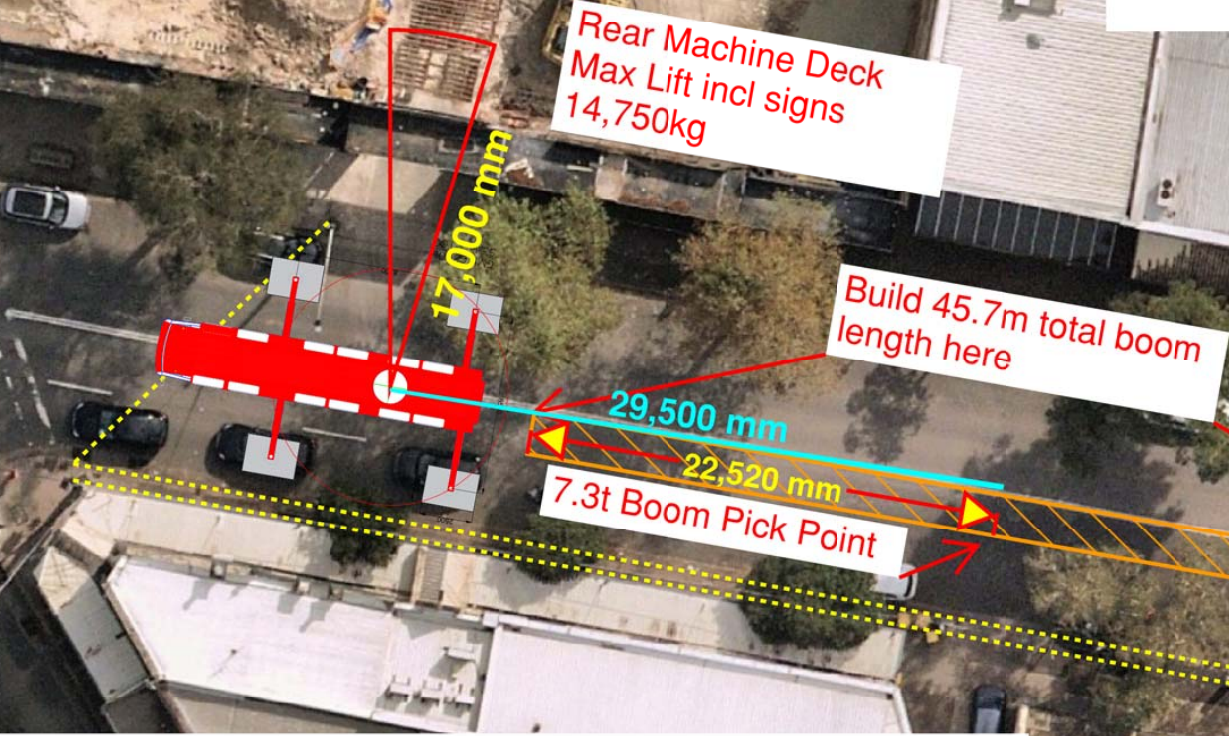 Rear Machine Deck
Max Lift incl signs
14,750kg
17,000 mm
Build 45.7m total boom
length here
29,500 mm
22,520 mm
7.3t Boom Pick Point